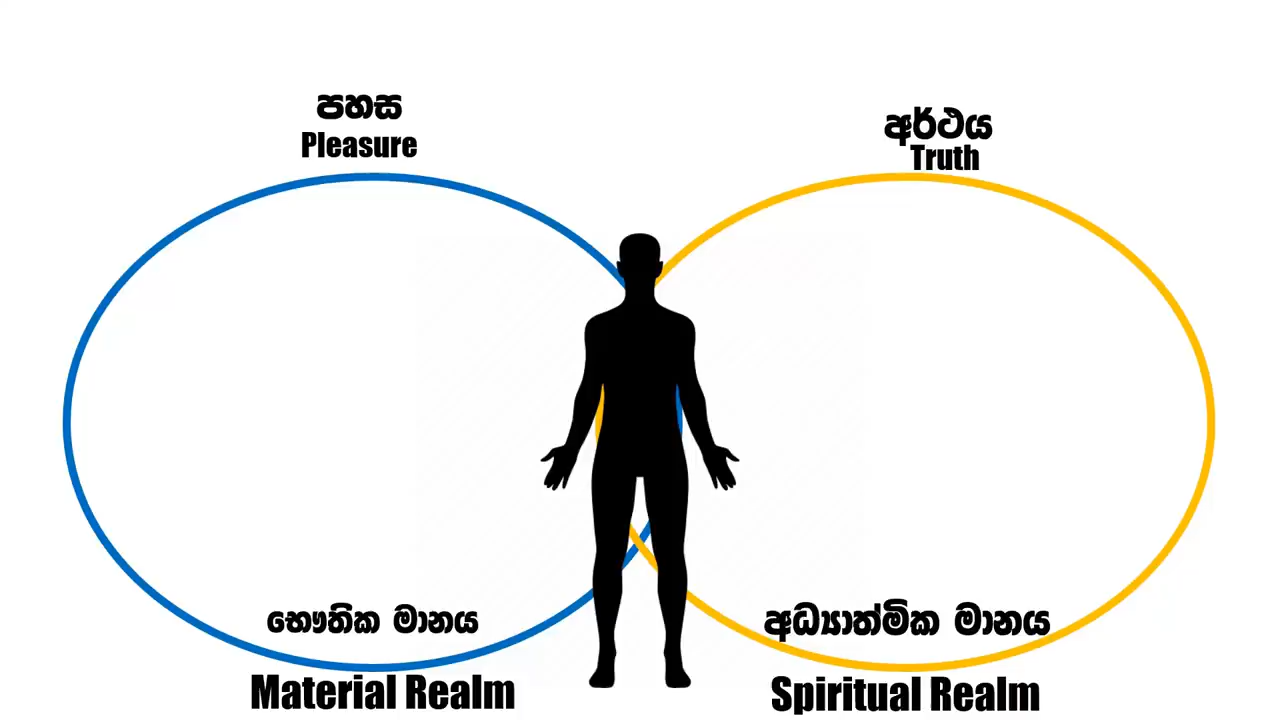 පහස
Pleasure
අර්ථය
Truth
භෞතික මානය
Material Realm
අධ්‍යාත්මික මානය
Spiritual Realm